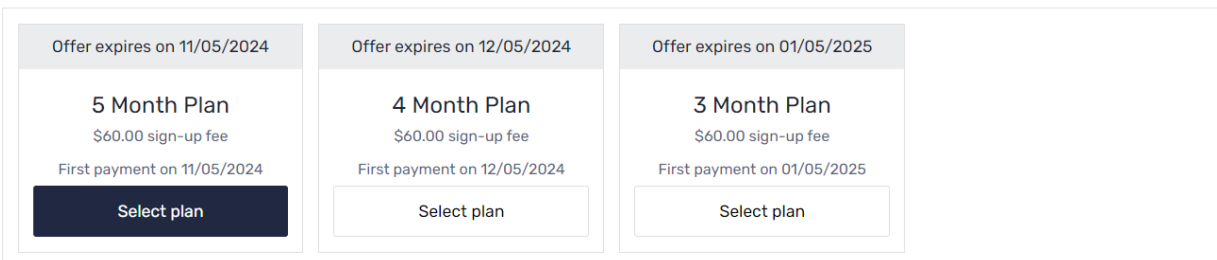 Offer expires on 11/05/2024
5 Month Plan
$60.00 sign-up fee
First payment on 11/05/2024
Select plan
Offer expires on 12/05/2024
4 Month Plan
$60.00 sign-up fee
First payment on 12/05/2024
Select plan
Offer expires on 01/05/2025
3 Month Plan
$60.00 sign-up fee
First payment on 01/05/2025
Select plan